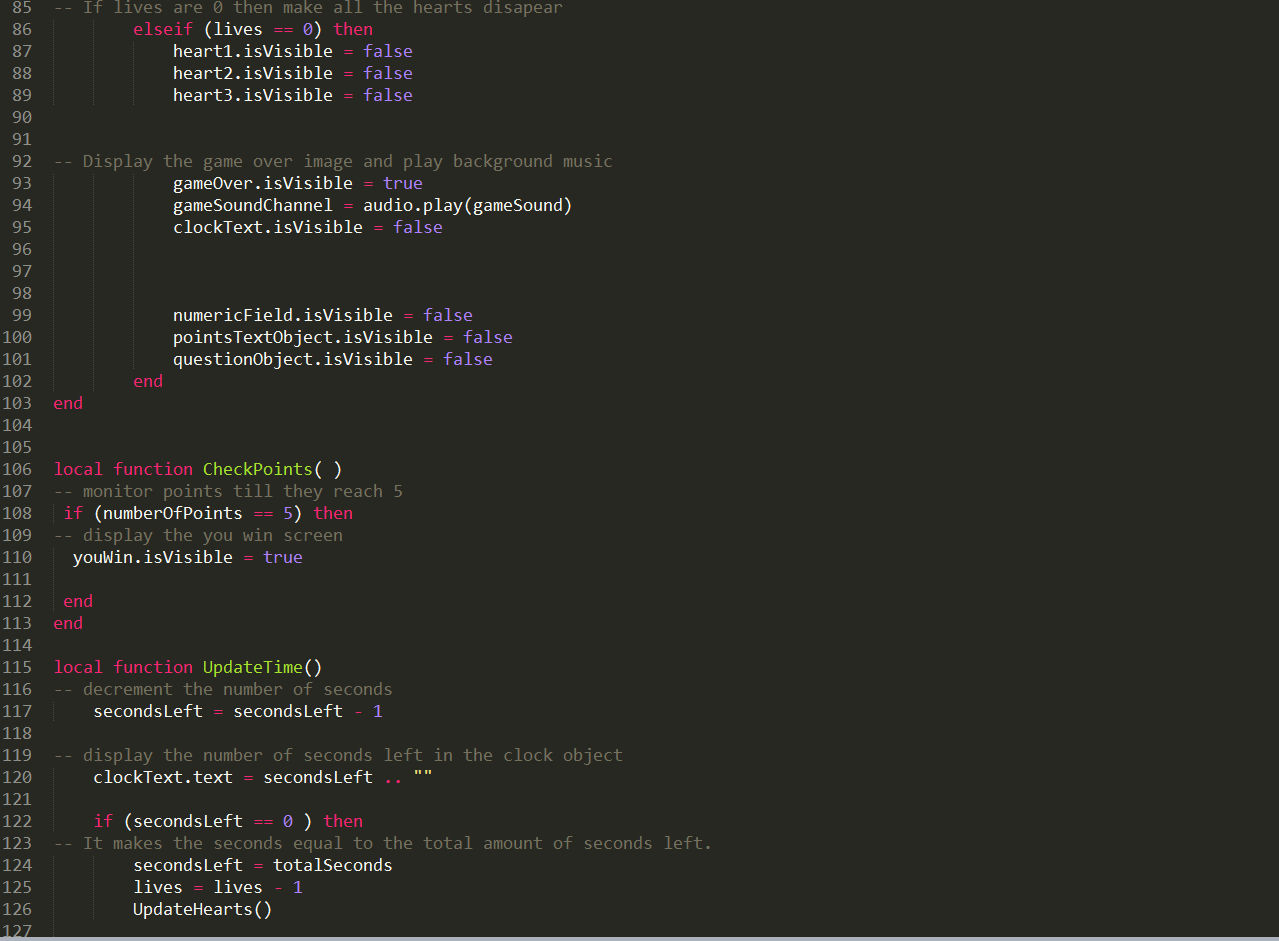 85 -- If lives are 0 then make all the hearts disapear
86 elseif (lives == 0) then
87 heart1.isVisible = false
88 heart2.isVisible = false
89 heart3.isVisible = false
90
91
92 -- Display the game over image and play background music
93 gameOver.isVisible = true
94 gameSoundChannel = audio.play(gameSound)
95 clockText.isVisible = false
96
97
98
99 numericField.isVisible = false
100 pointsTextObject.isVisible = false
101 questionObject.isVisible = false
102 end
103 end
104
105
106 local function CheckPoints( )
107 -- monitor points till they reach 5
108 if (numberOfPoints == 5) then
109 -- display the you win screen
110 youWin.isVisible = true
111
112 end
113 end
114
115 local function UpdateTime()
116 -- decrement the number of seconds
117 secondsLeft = secondsLeft - 1
118
119 -- display the number of seconds left in the clock object
120 clockText.text = secondsLeft .. ""
121
122 if (secondsLeft == 0 ) then
123 -- It makes the seconds equal to the total amount of seconds left.
124 secondsLeft = totalSeconds
125 lives = lives - 1
126 UpdateHearts()
127